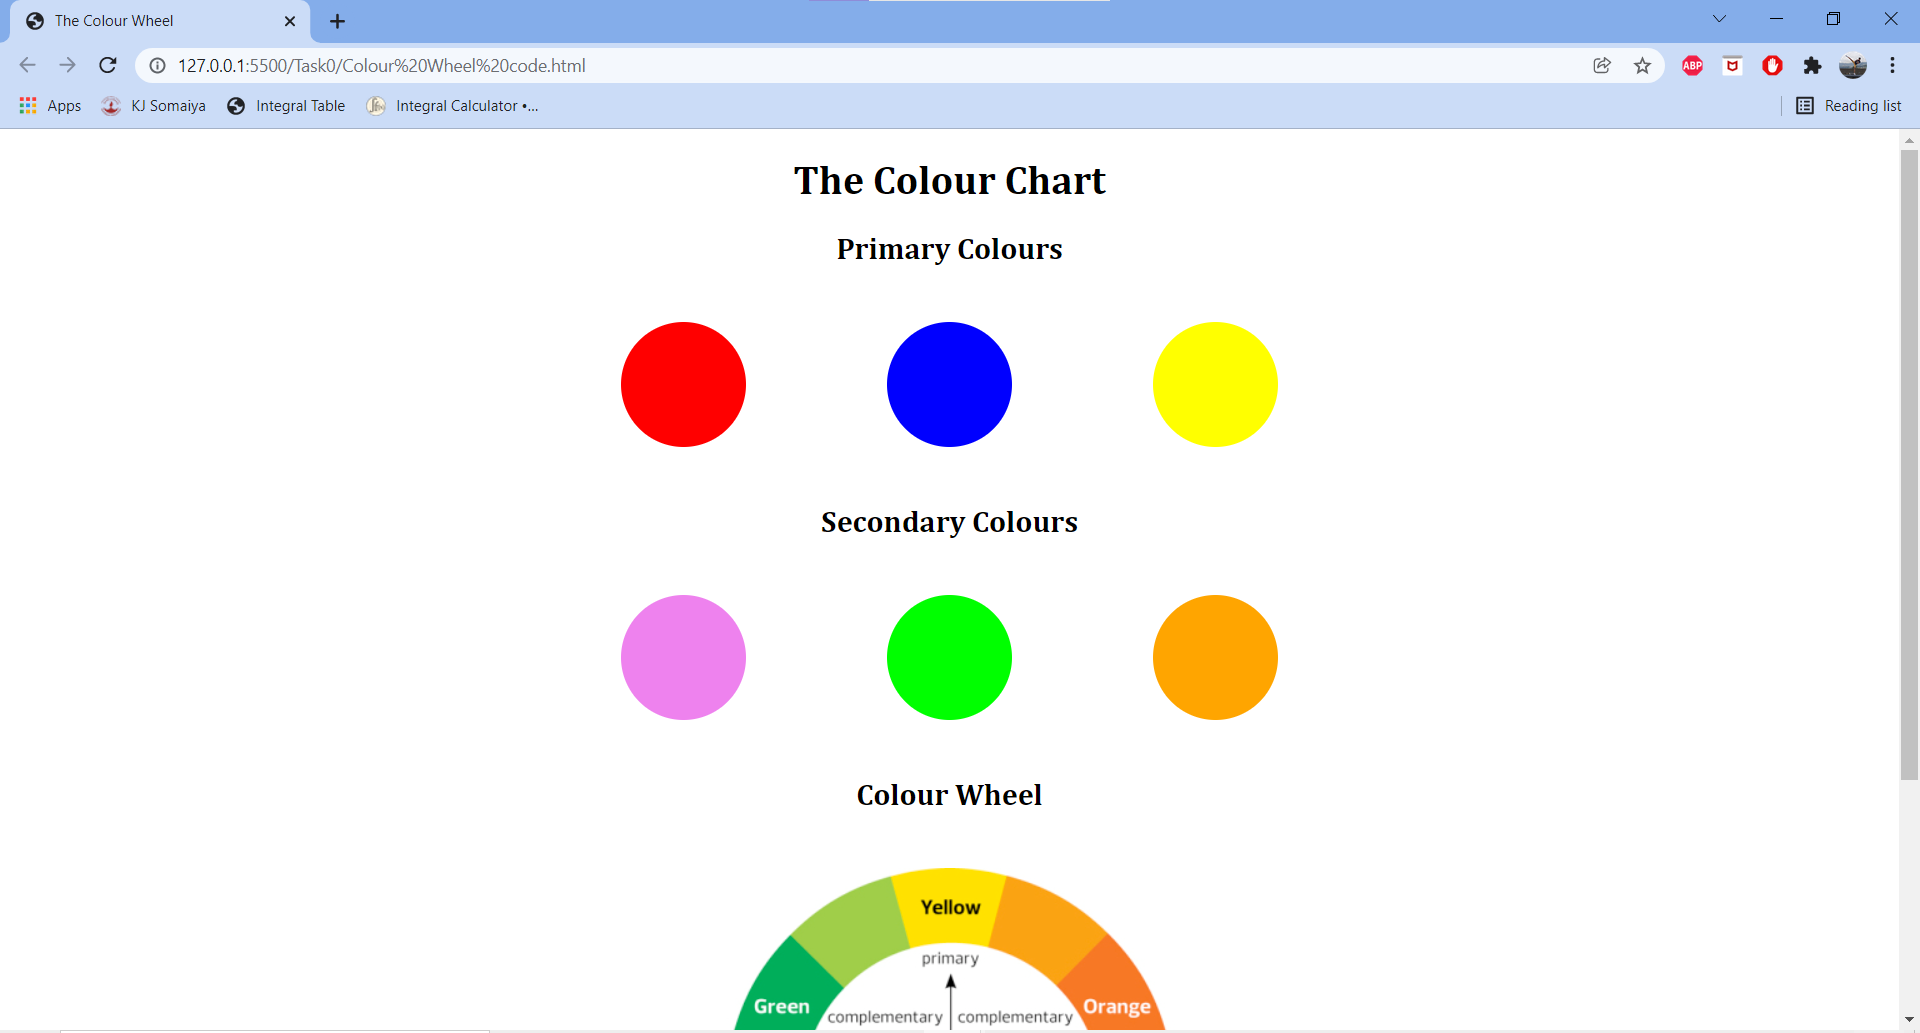 The Colour Wheel
127.0.0.1:5500/Task0/Colour%20Wheel%20code.html
ABP
Apps KJ Somaiya Integral Table Integral Calculator •... Reading list
The Colour Chart
Primary Colours
Secondary Colours
Colour Wheel
Yellow
primary
Green Orange
complementary complementary